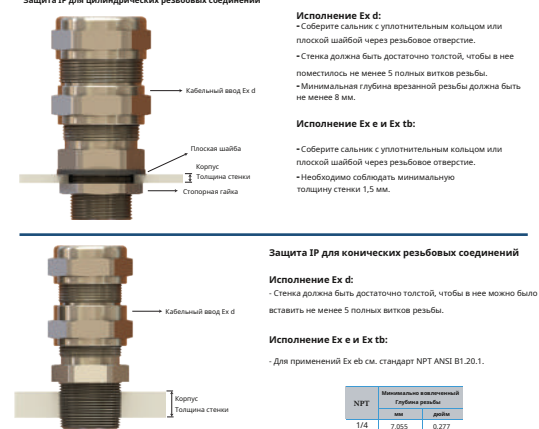 Защита IP для цилиндрических резьбовых соединений
Исполнение Ex d:
- Соберите сальник с уплотнительным кольцом или
плоской шайбой через резьбовое отверстие.
- Стенка должна быть достаточно толстой, чтобы в нее
поместилось не менее 5 полных витков резьбы.
- Минимальная глубина врезанной резьбы должна быть
не менее 8 мм.
Исполнение Ex e и Ex tb:
- Соберите сальник с уплотнительным кольцом или
плоской шайбой через резьбовое отверстие.
- Необходимо соблюдать минимальную
толщину стенки 1,5 мм.
Кабельный ввод Ex d
Плоская шайба
Корпус
Толщина стенки
Стопорная гайка
Защита IP для конических резьбовых соединений
Исполнение Ex d:
- Стенка должна быть достаточно толстой, чтобы в нее можно было
вставить не менее 5 полных витков резьбы.
Исполнение Ex e и Ex tb:
- Для применений Ex eb см. стандарт NPT ANSI B1.20.1.
Кабельный ввод Ex d
Корпус
Толщина стенки
NPT
Минимально вовлеченный
Глубина резьбы
мм дюйм
1/4 7.055 0.277